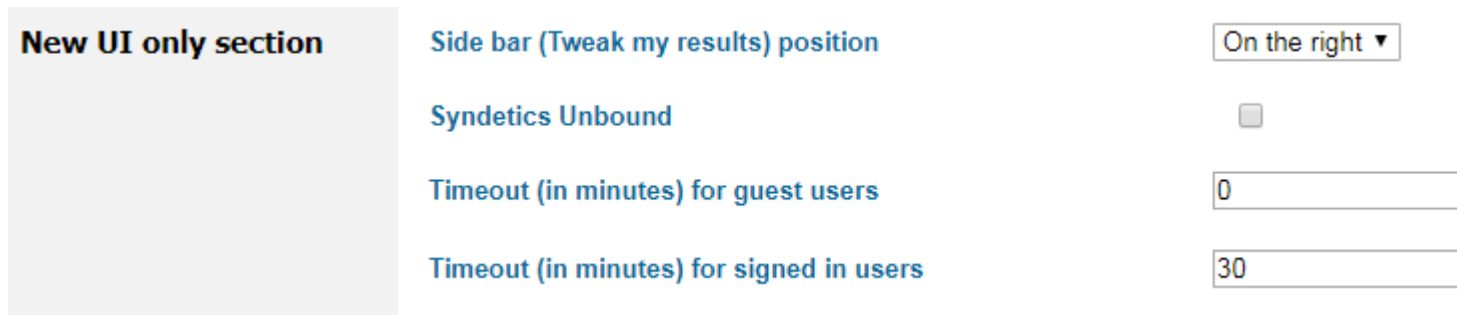 New UI only section
Side bar (Tweak my results) position
On the right
Syndetics Unbound
Timeout (in minutes) for guest users
0
Timeout (in minutes) for signed in users
30